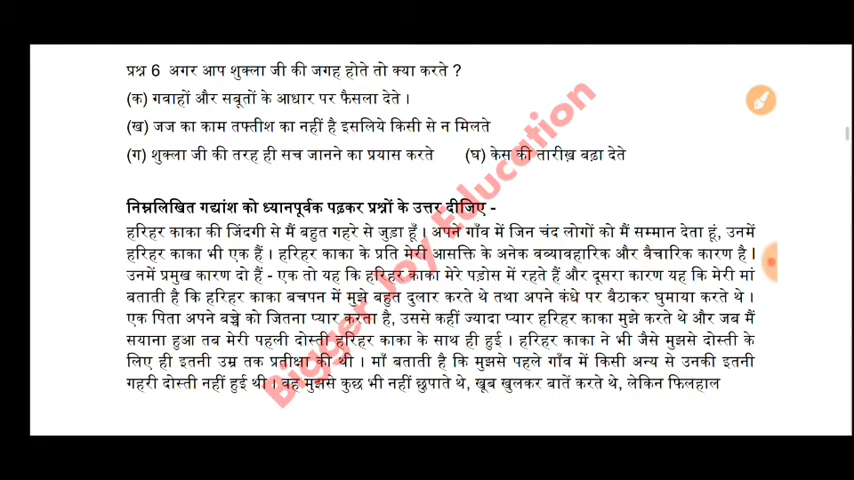 प्रश्न 6 अगर आप शुक्ला जी की जगह होते तो क्या करते ?
(क) गवाहों और सबूतों के आधार पर फैसला देते ।
(ख) जज का काम तफ्तीश का नहीं है इसलिये किसी से न मिलते
(ग) शुक्ला जी की तरह ही सच जानने का प्रयास करते (घ) केस की तारीख़ बढ़ा देते
निम्नलिखित गद्यांश को ध्यानपूर्वक पढ़कर प्रश्नों के उत्तर दीजिए -
हरिहर काका की जिंदगी से मैं बहुत गहरे से जुड़ा हूँ । अपने गाँव में जिन चंद लोगों को मैं सम्मान देता हूं, उनमें
हरिहर काका भी एक हैं । हरिहर काका के प्रति मेरी आसक्ति के अनेक वव्यावहारिक और वैचारिक कारण है ।
उनमें प्रमुख कारण दो हैं - एक तो यह कि हरिहर काका मेरे पड़ोस में रहते हैं और दूसरा कारण यह कि मेरी मां
बताती है कि हरिहर काका बचपन में मुझे बहुत दुलार करते थे तथा अपने कंधे पर बैठाकर घुमाया करते थे ।
एक पिता अपने बच्चे को जितना प्यार करता है, उससे कहीं ज्यादा प्यार हरिहर काका मुझे करते थे और जब मैं
सयाना हुआ तब मेरी पहली दोस्ती हरिहर काका के साथ ही हुई । हरिहर काका ने भी जैसे मुझसे दोस्ती के
लिए ही इतनी उम्र तक प्रतीक्षा की थी । माँ बताती है कि मुझसे पहले गाँव में किसी अन्य से उनकी इतनी
गहरी दोस्ती नहीं हुई थी । वह मुझसे कुछ भी नहीं छुपाते थे, खूब खुलकर बातें करते थे, लेकिन फिलहाल
Bigger Joy Education